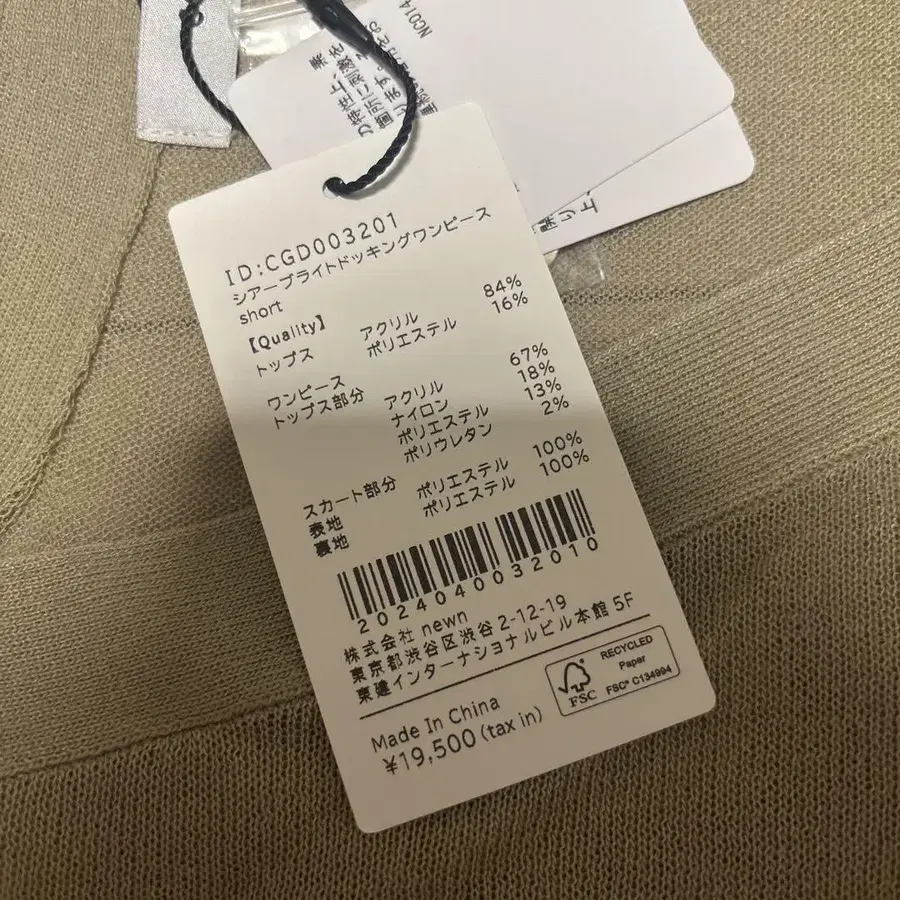 NC014
ID:CGD003201
シアーブライトドッキングワンピース
short
【Quality】
トップス アクリル 84%
ポリエステル 16%
ワンピース
トップス部分 アクリル 67%
ナイロン 18%
ポリエステル 13%
ポリウレタン 2%
スカート部分
表地 ポリエステル 100%
裏地 ポリエステル 100%
2024040032010
株式会社 newn
東京都渋谷区渋谷 2-12-19
東建インターナショナルビル本館 5F
Made In China
¥19,500 (tax in)
FSC
RECYCLED
Paper
FSC® C134994